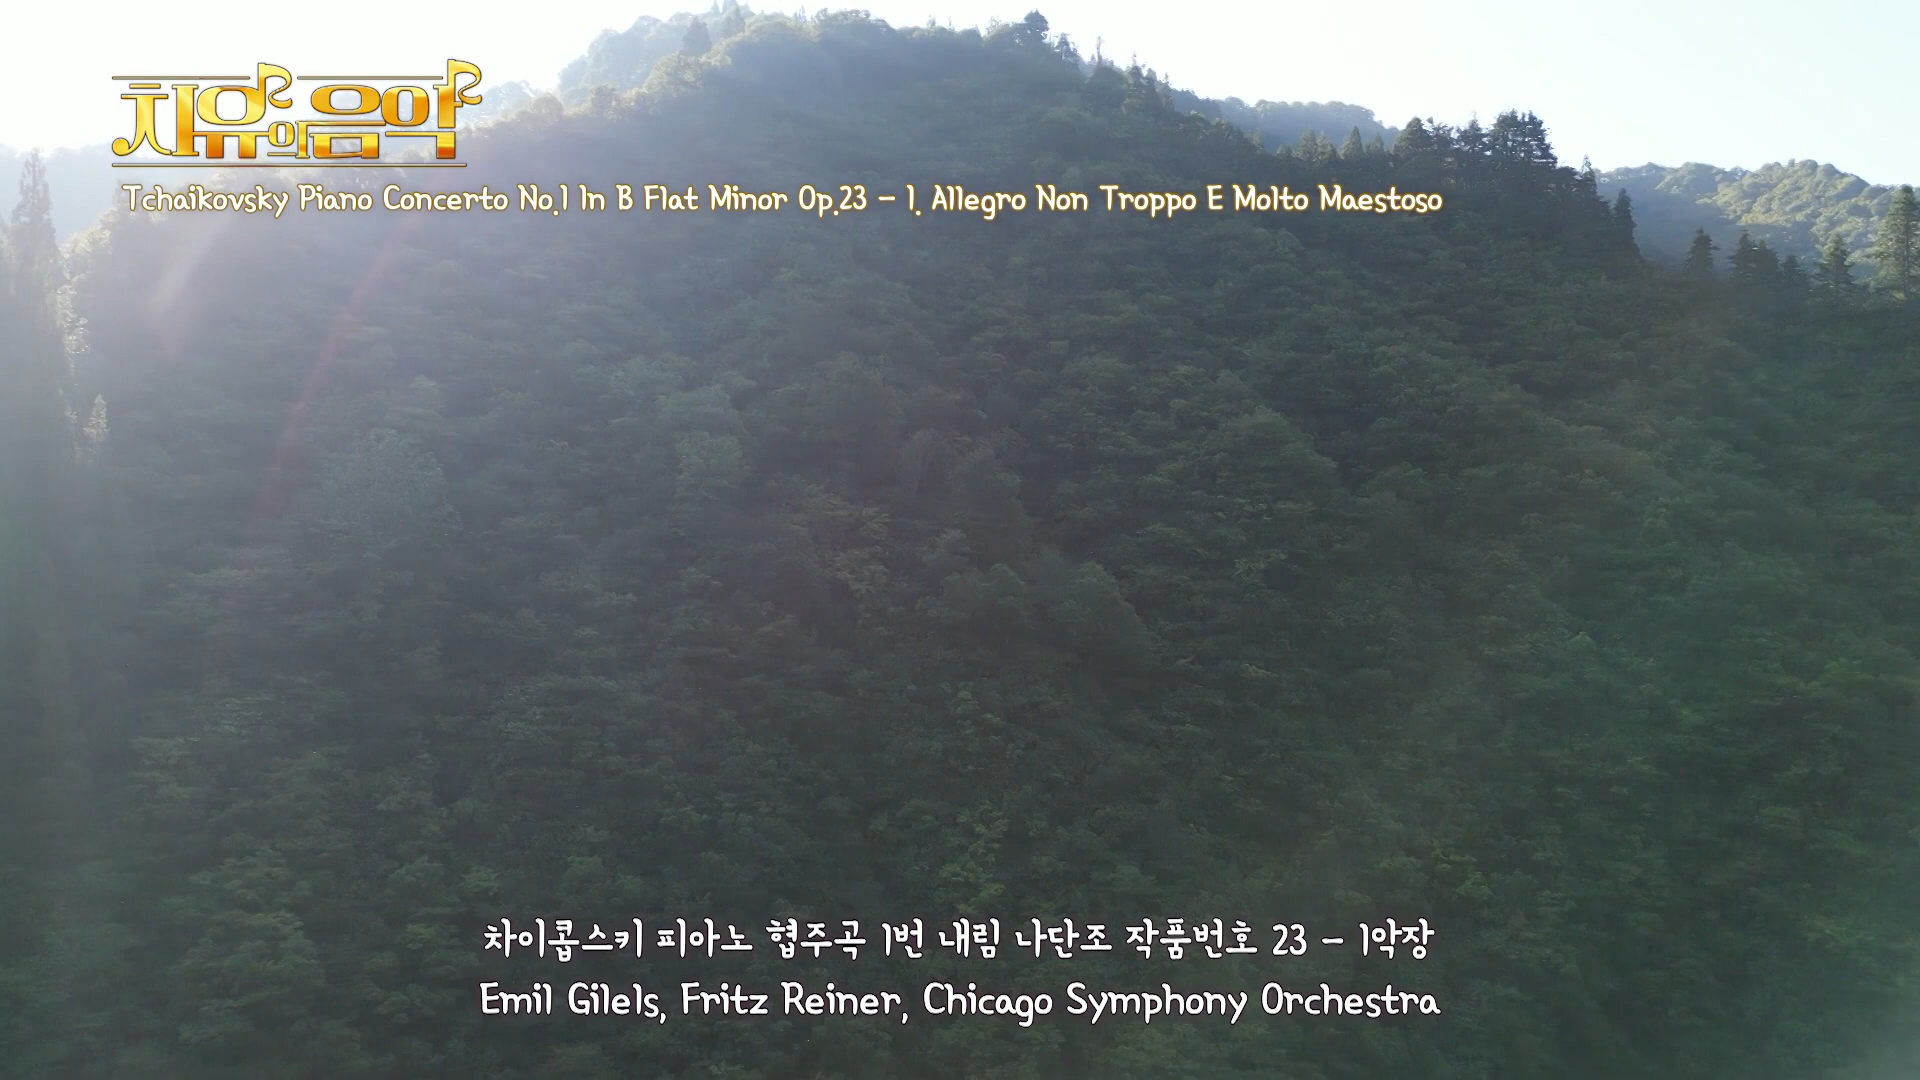 치유의 음악
Tchaikovsky Piano Concerto No.1 In B Flat Minor Op.23 - 1. Allegro Non Troppo E Molto Maestoso
차이콥스키 피아노 협주곡 1번 내림 나단조 작품번호 23 - 1악장
Emil Gilels, Fritz Reiner, Chicago Symphony Orchestra